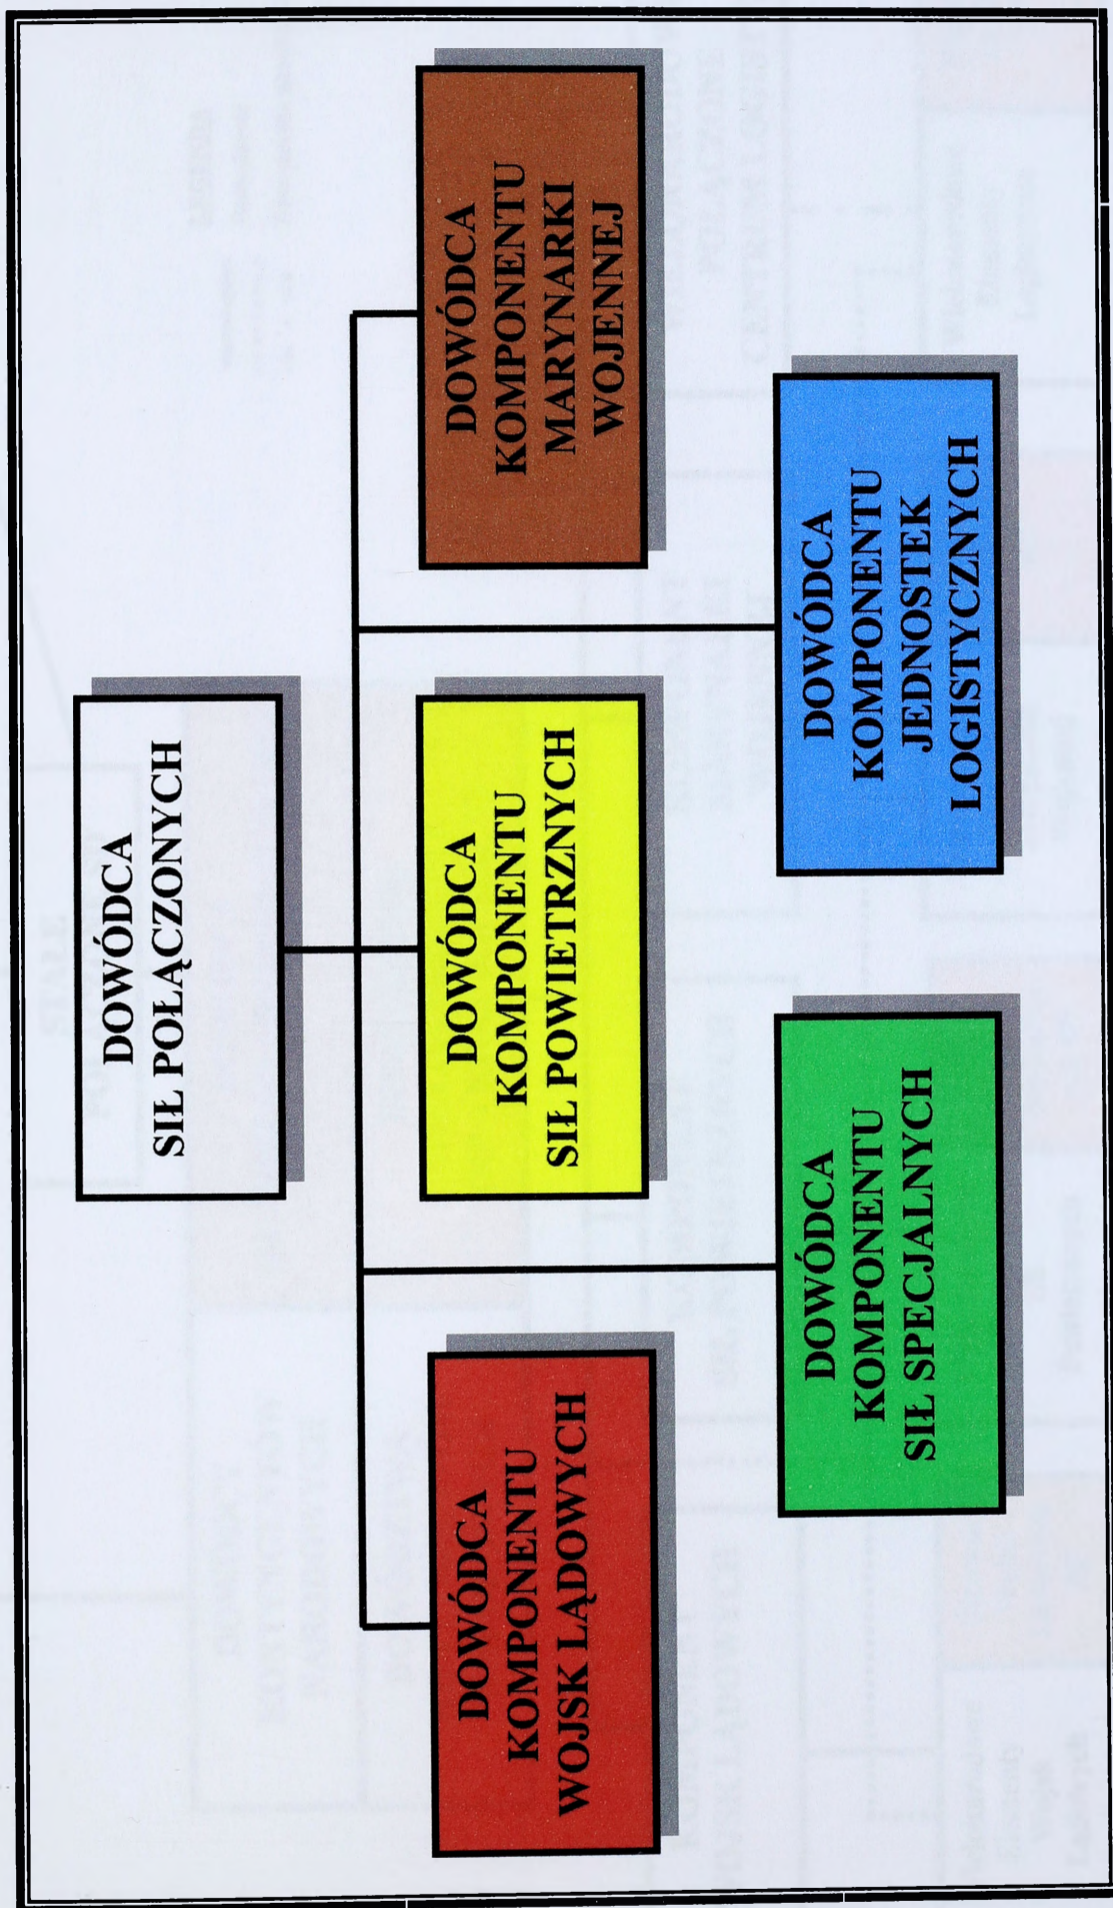 DOWÓDCA
SIŁ POŁĄCZONYCH
DOWÓDCA
KOMPONENTU
WOJSK LĄDOWYCH
DOWÓDCA
KOMPONENTU
SIŁ POWIETRZNYCH
DOWÓDCA
KOMPONENTU
MARYNARKI
WOJENNEJ
DOWÓDCA
KOMPONENTU
SIŁ SPECJALNYCH
DOWÓDCA
KOMPONENTU
JEDNOSTEK
LOGISTYCZNYCH